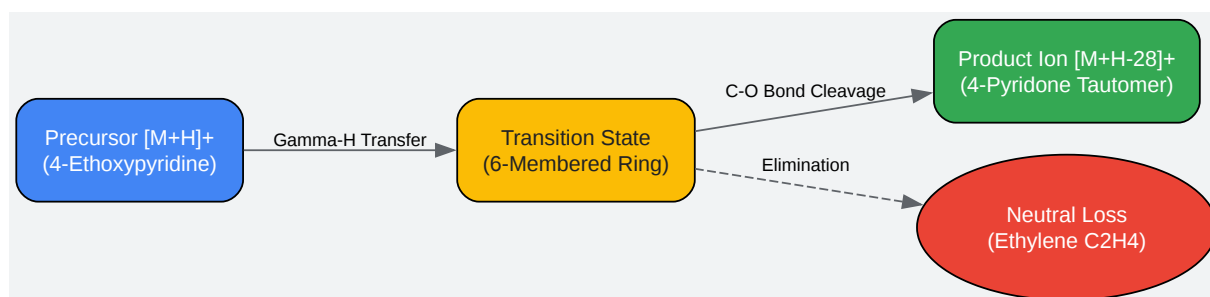 Precursor [M+H]+
(4-Ethoxypyridine)
Gamma-H Transfer
Transition State
(6-Membered Ring)
C-O Bond Cleavage
Product Ion [M+H-28]+
(4-Pyridone Tautomer)
Elimination
Neutral Loss
(Ethylene C2H4)